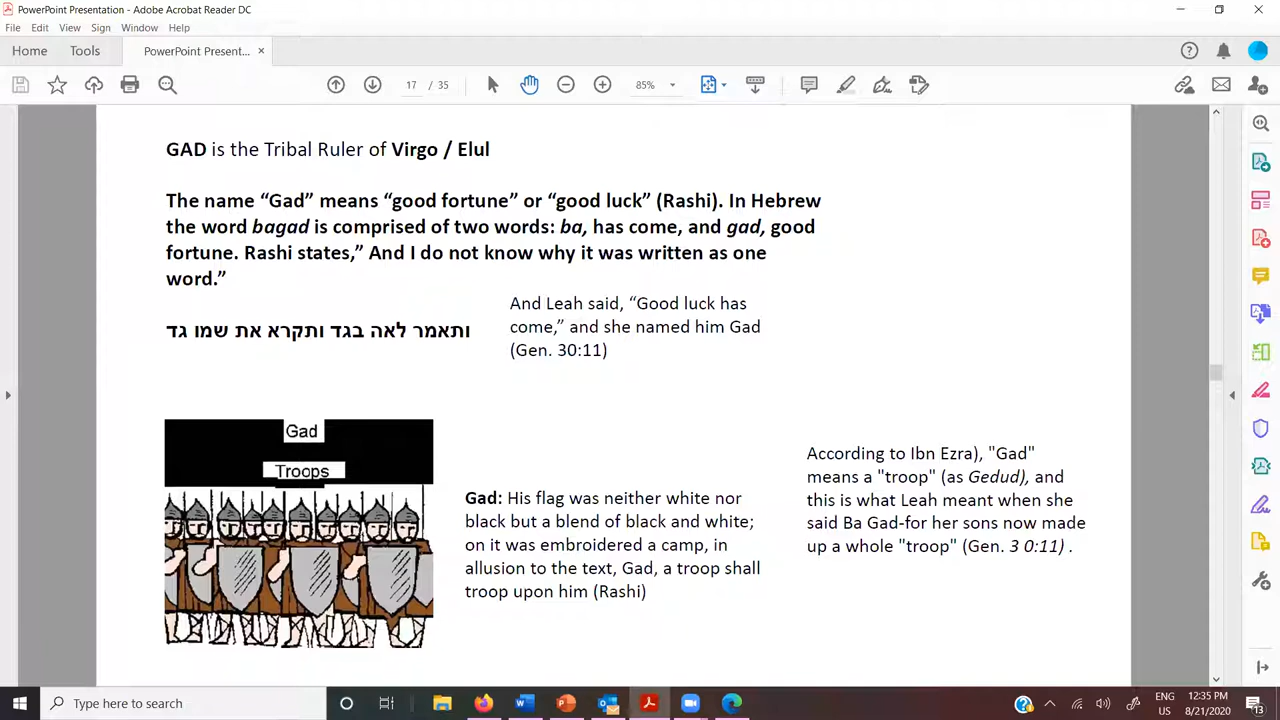 PowerPoint Presentation - Adobe Acrobat Reader DC
File Edit View Sign Window Help
Home Tools PowerPoint Present... ×
17 / 35 85%
GAD is the Tribal Ruler of Virgo / Elul
The name “Gad” means “good fortune” or “good luck” (Rashi). In Hebrew
the word bagad is comprised of two words: ba, has come, and gad, good
fortune. Rashi states,” And I do not know why it was written as one
word.”
And Leah said, “Good luck has
come,” and she named him Gad
(Gen. 30:11)
ותאמר לאה בגד ותקרא את שמו גד
Gad
Troops
Gad: His flag was neither white nor
black but a blend of black and white;
on it was embroidered a camp, in
allusion to the text, Gad, a troop shall
troop upon him (Rashi)
According to Ibn Ezra), "Gad"
means a "troop" (as Gedud), and
this is what Leah meant when she
said Ba Gad-for her sons now made
up a whole "troop" (Gen. 3 0:11) .
Type here to search
ENG
US
12:35 PM
8/21/2020
13